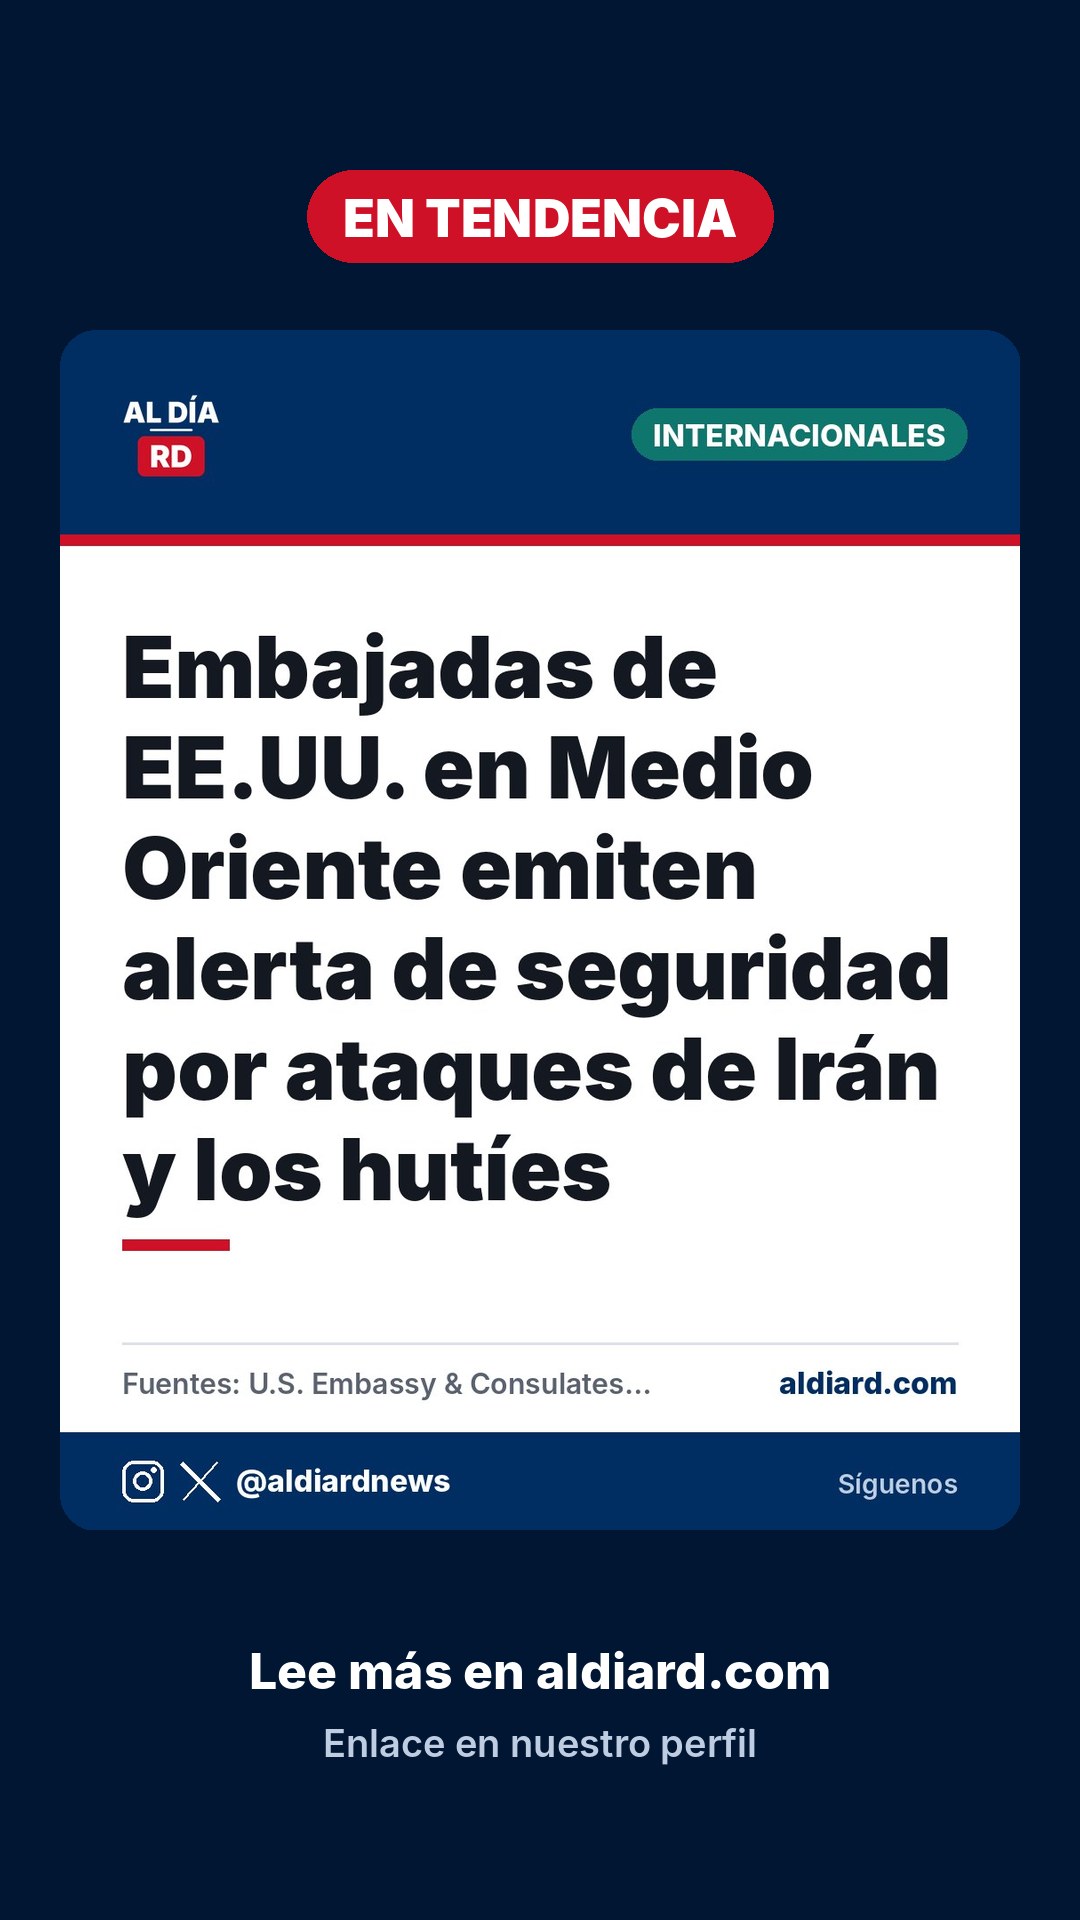 EN TENDENCIA
AL DÍA
RD
INTERNACIONALES
Embajadas de
EE.UU. en Medio
Oriente emiten
alerta de seguridad
por ataques de Irán
y los hutíes
Fuentes: U.S. Embassy & Consulates...
aldiard.com
@aldiardnews
Síguenos
Lee más en aldiard.com
Enlace en nuestro perfil